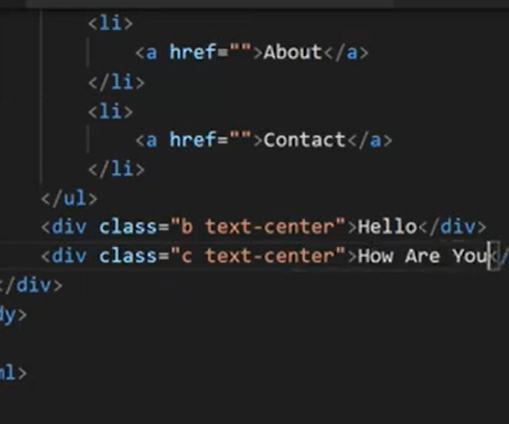 <li>
<a href="">About</a>
</li>
<li>
<a href="">Contact</a>
</li>
</ul>
<div class="b text-center">Hello</div>
<div class="c text-center">How Are You</
</div>
dy>
ml>